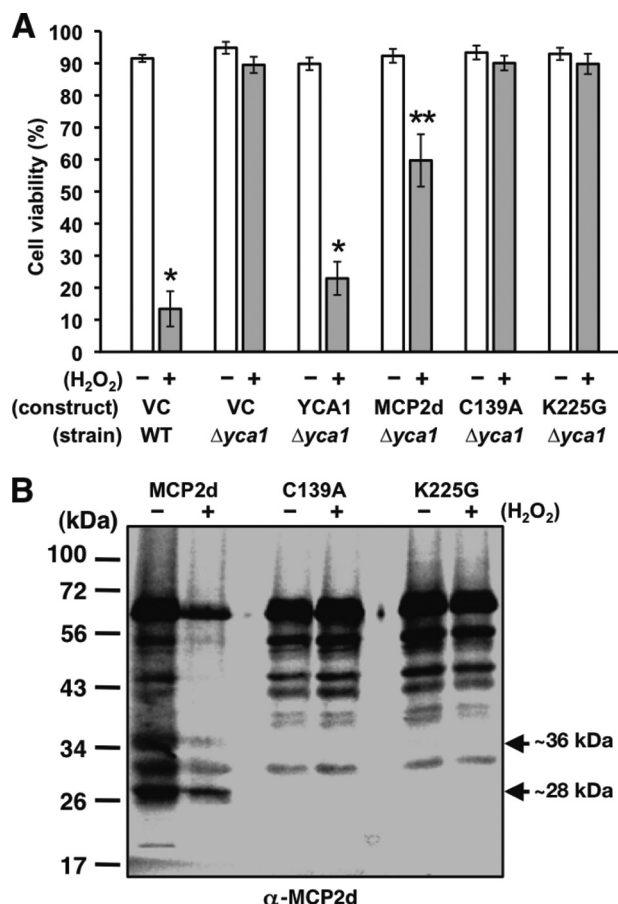 A
Cell viability (%)
100
90
80
70
60
50
40
30
20
10
0
*
*
**
(H₂O₂) − + − + − + − + − + − +
(construct) VC VC YCA1 MCP2d C139A K225G
(strain) WT Δyca1 Δyca1 Δyca1 Δyca1 Δyca1
B
MCP2d C139A K225G
(kDa) − + − + − + (H₂O₂)
100
72
56
43
34
26
17
~36 kDa
~28 kDa
α-MCP2d